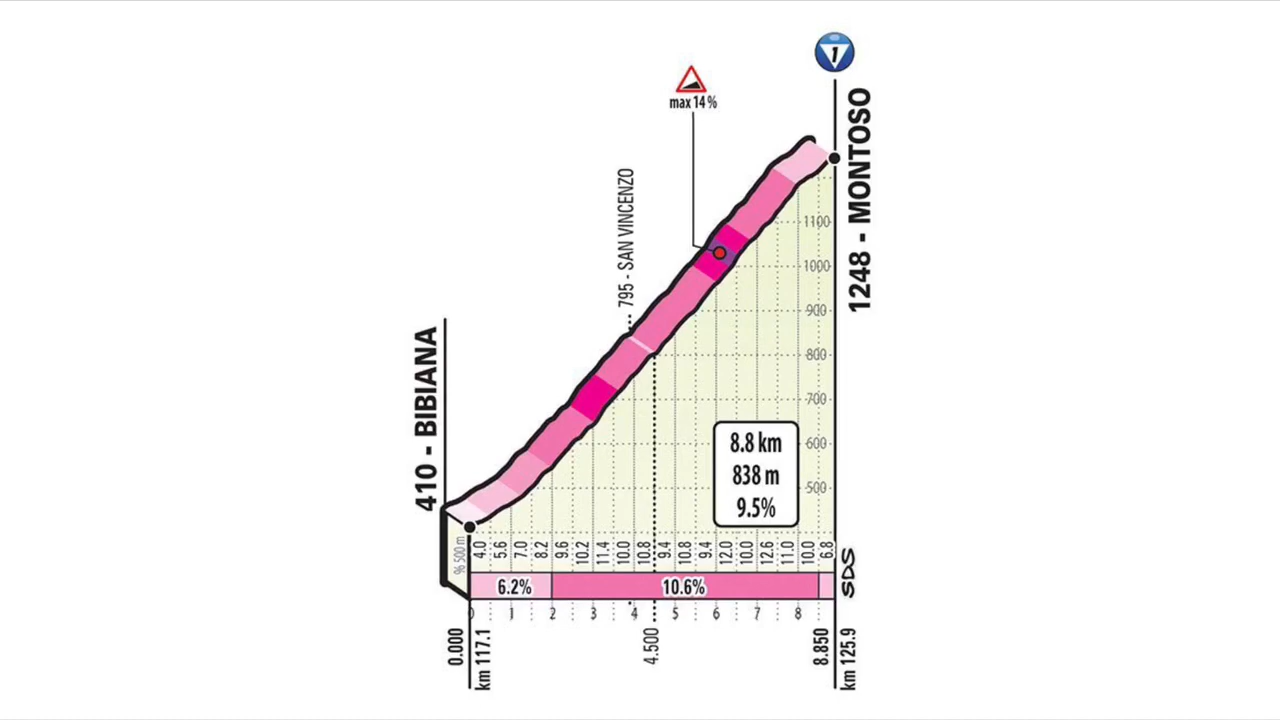 1
max 14 %
1248 - MONTOSO
795 - SAN VINCENZO
410 - BIBIANA
1100
1000
900
800
700
600
500
8.8 km
838 m
9.5%
% 500 m 4.0 5.6 7.0 8.2 9.6 10.2 11.4 10.0 10.8 9.4 10.8 9.4 12.0 10.0 12.6 11.0 10.0 6.8
6.2% 10.6% SDS
0 1 2 3 4 5 6 7 8
0.000 4.500 8.850
km 117.1 km 125.9